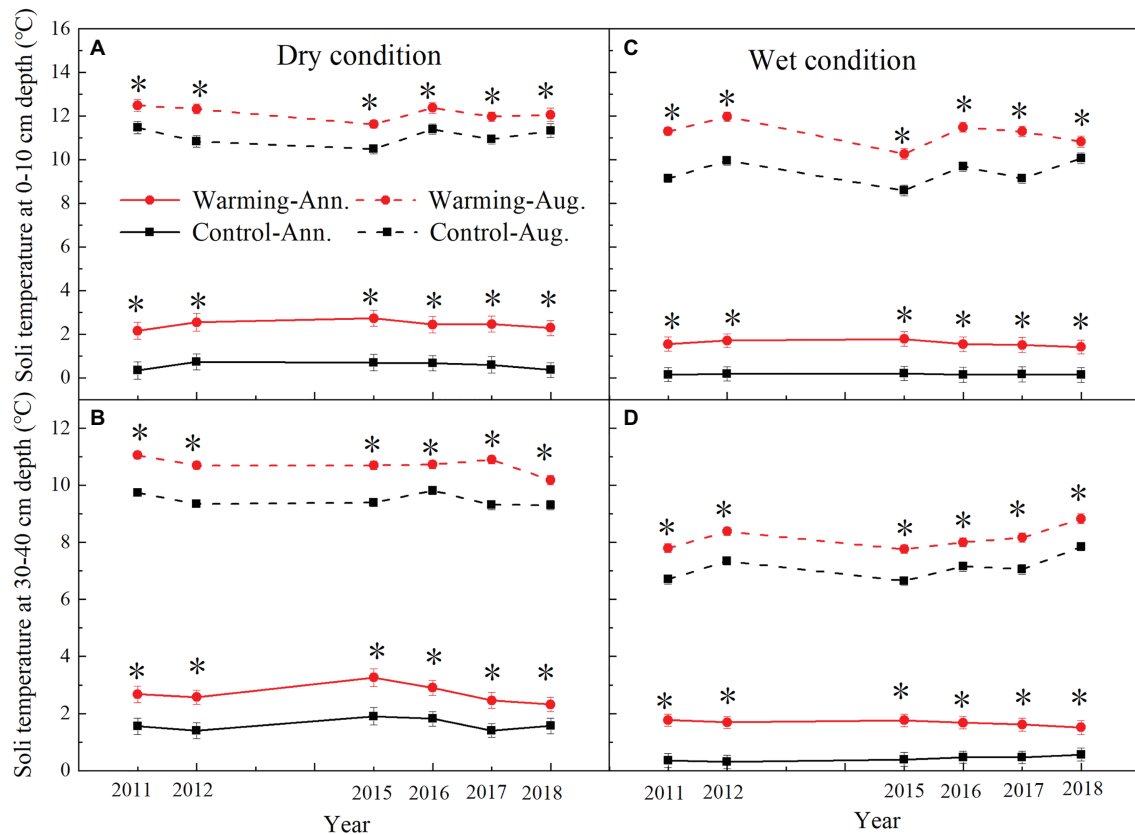 Soli temperature at 0-10 cm depth (°C)
16
14
12
10
8
6
4
2
0
A
Dry condition
* * * * * *
Warming-Ann.
Warming-Aug.
Control-Ann.
Control-Aug.
* * * * * *
C
Wet condition
* * * * * *
* * * * * *
Soli temperature at 30-40 cm depth (°C)
12
10
8
6
4
2
0
B
* * * * * *
* * * * * *
D
* * * * * *
* * * * * *
2011 2012 2015 2016 2017 2018
2011 2012 2015 2016 2017 2018
Year
Year